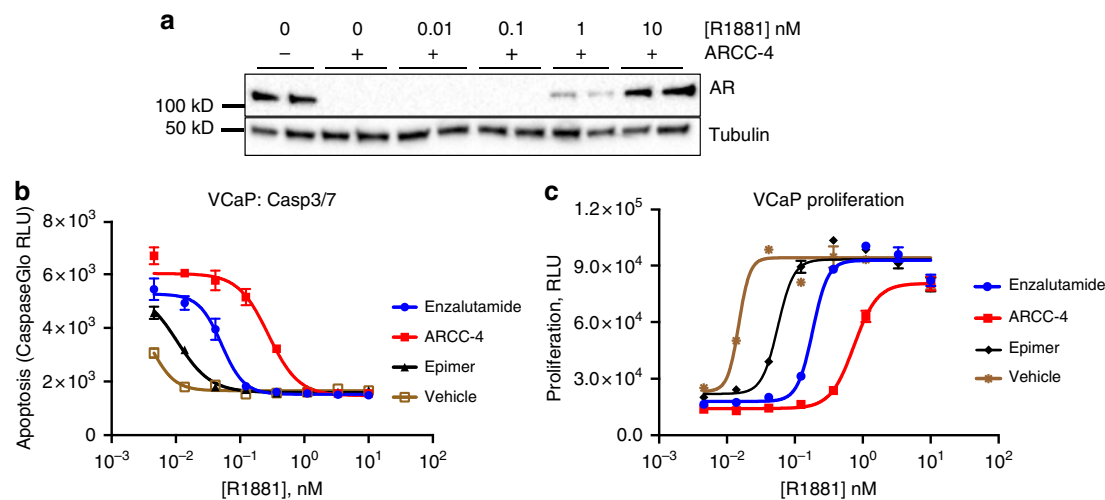 a
0 0 0.01 0.1 1 10 [R1881] nM
– + + + + + ARCC-4
AR
100 kD
50 kD
Tubulin
b
VCaP: Casp3/7
Apoptosis (CaspaseGlo RLU)
8×10³
6×10³
4×10³
2×10³
0
10⁻³ 10⁻² 10⁻¹ 10⁰ 10¹ 10²
[R1881], nM
Enzalutamide
ARCC-4
Epimer
Vehicle
c
VCaP proliferation
Proliferation, RLU
1.2×10⁵
9.0×10⁴
6.0×10⁴
3.0×10⁴
0.0
10⁻³ 10⁻² 10⁻¹ 10⁰ 10¹ 10²
[R1881] nM
Enzalutamide
ARCC-4
Epimer
Vehicle